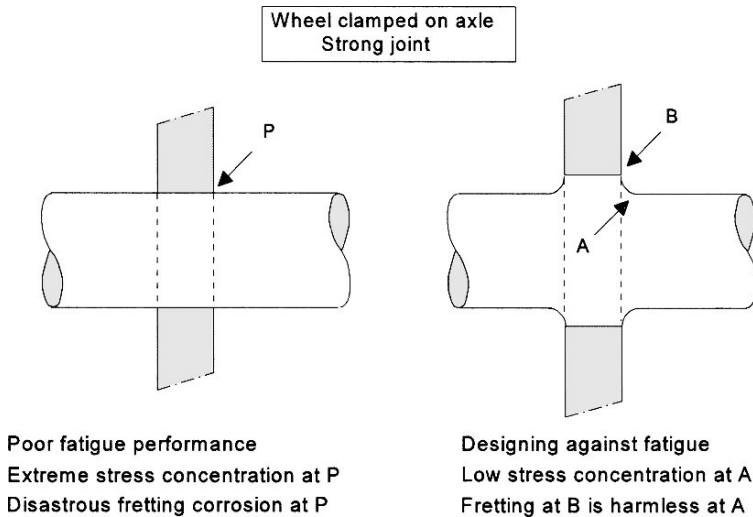 Wheel clamped on axle
Strong joint
P
B
A
Poor fatigue performance
Extreme stress concentration at P
Disastrous fretting corrosion at P
Designing against fatigue
Low stress concentration at A
Fretting at B is harmless at A